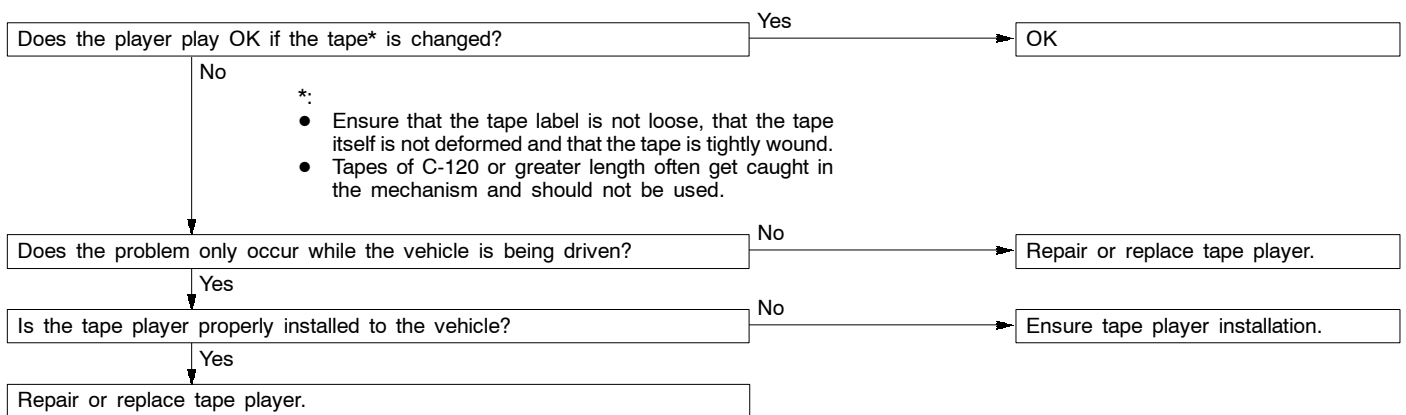 Does the player play OK if the tape* is changed?
Yes
OK
No
*:
● Ensure that the tape label is not loose, that the tape
itself is not deformed and that the tape is tightly wound.
● Tapes of C-120 or greater length often get caught in
the mechanism and should not be used.
Does the problem only occur while the vehicle is being driven?
No
Repair or replace tape player.
Yes
Is the tape player properly installed to the vehicle?
No
Ensure tape player installation.
Yes
Repair or replace tape player.